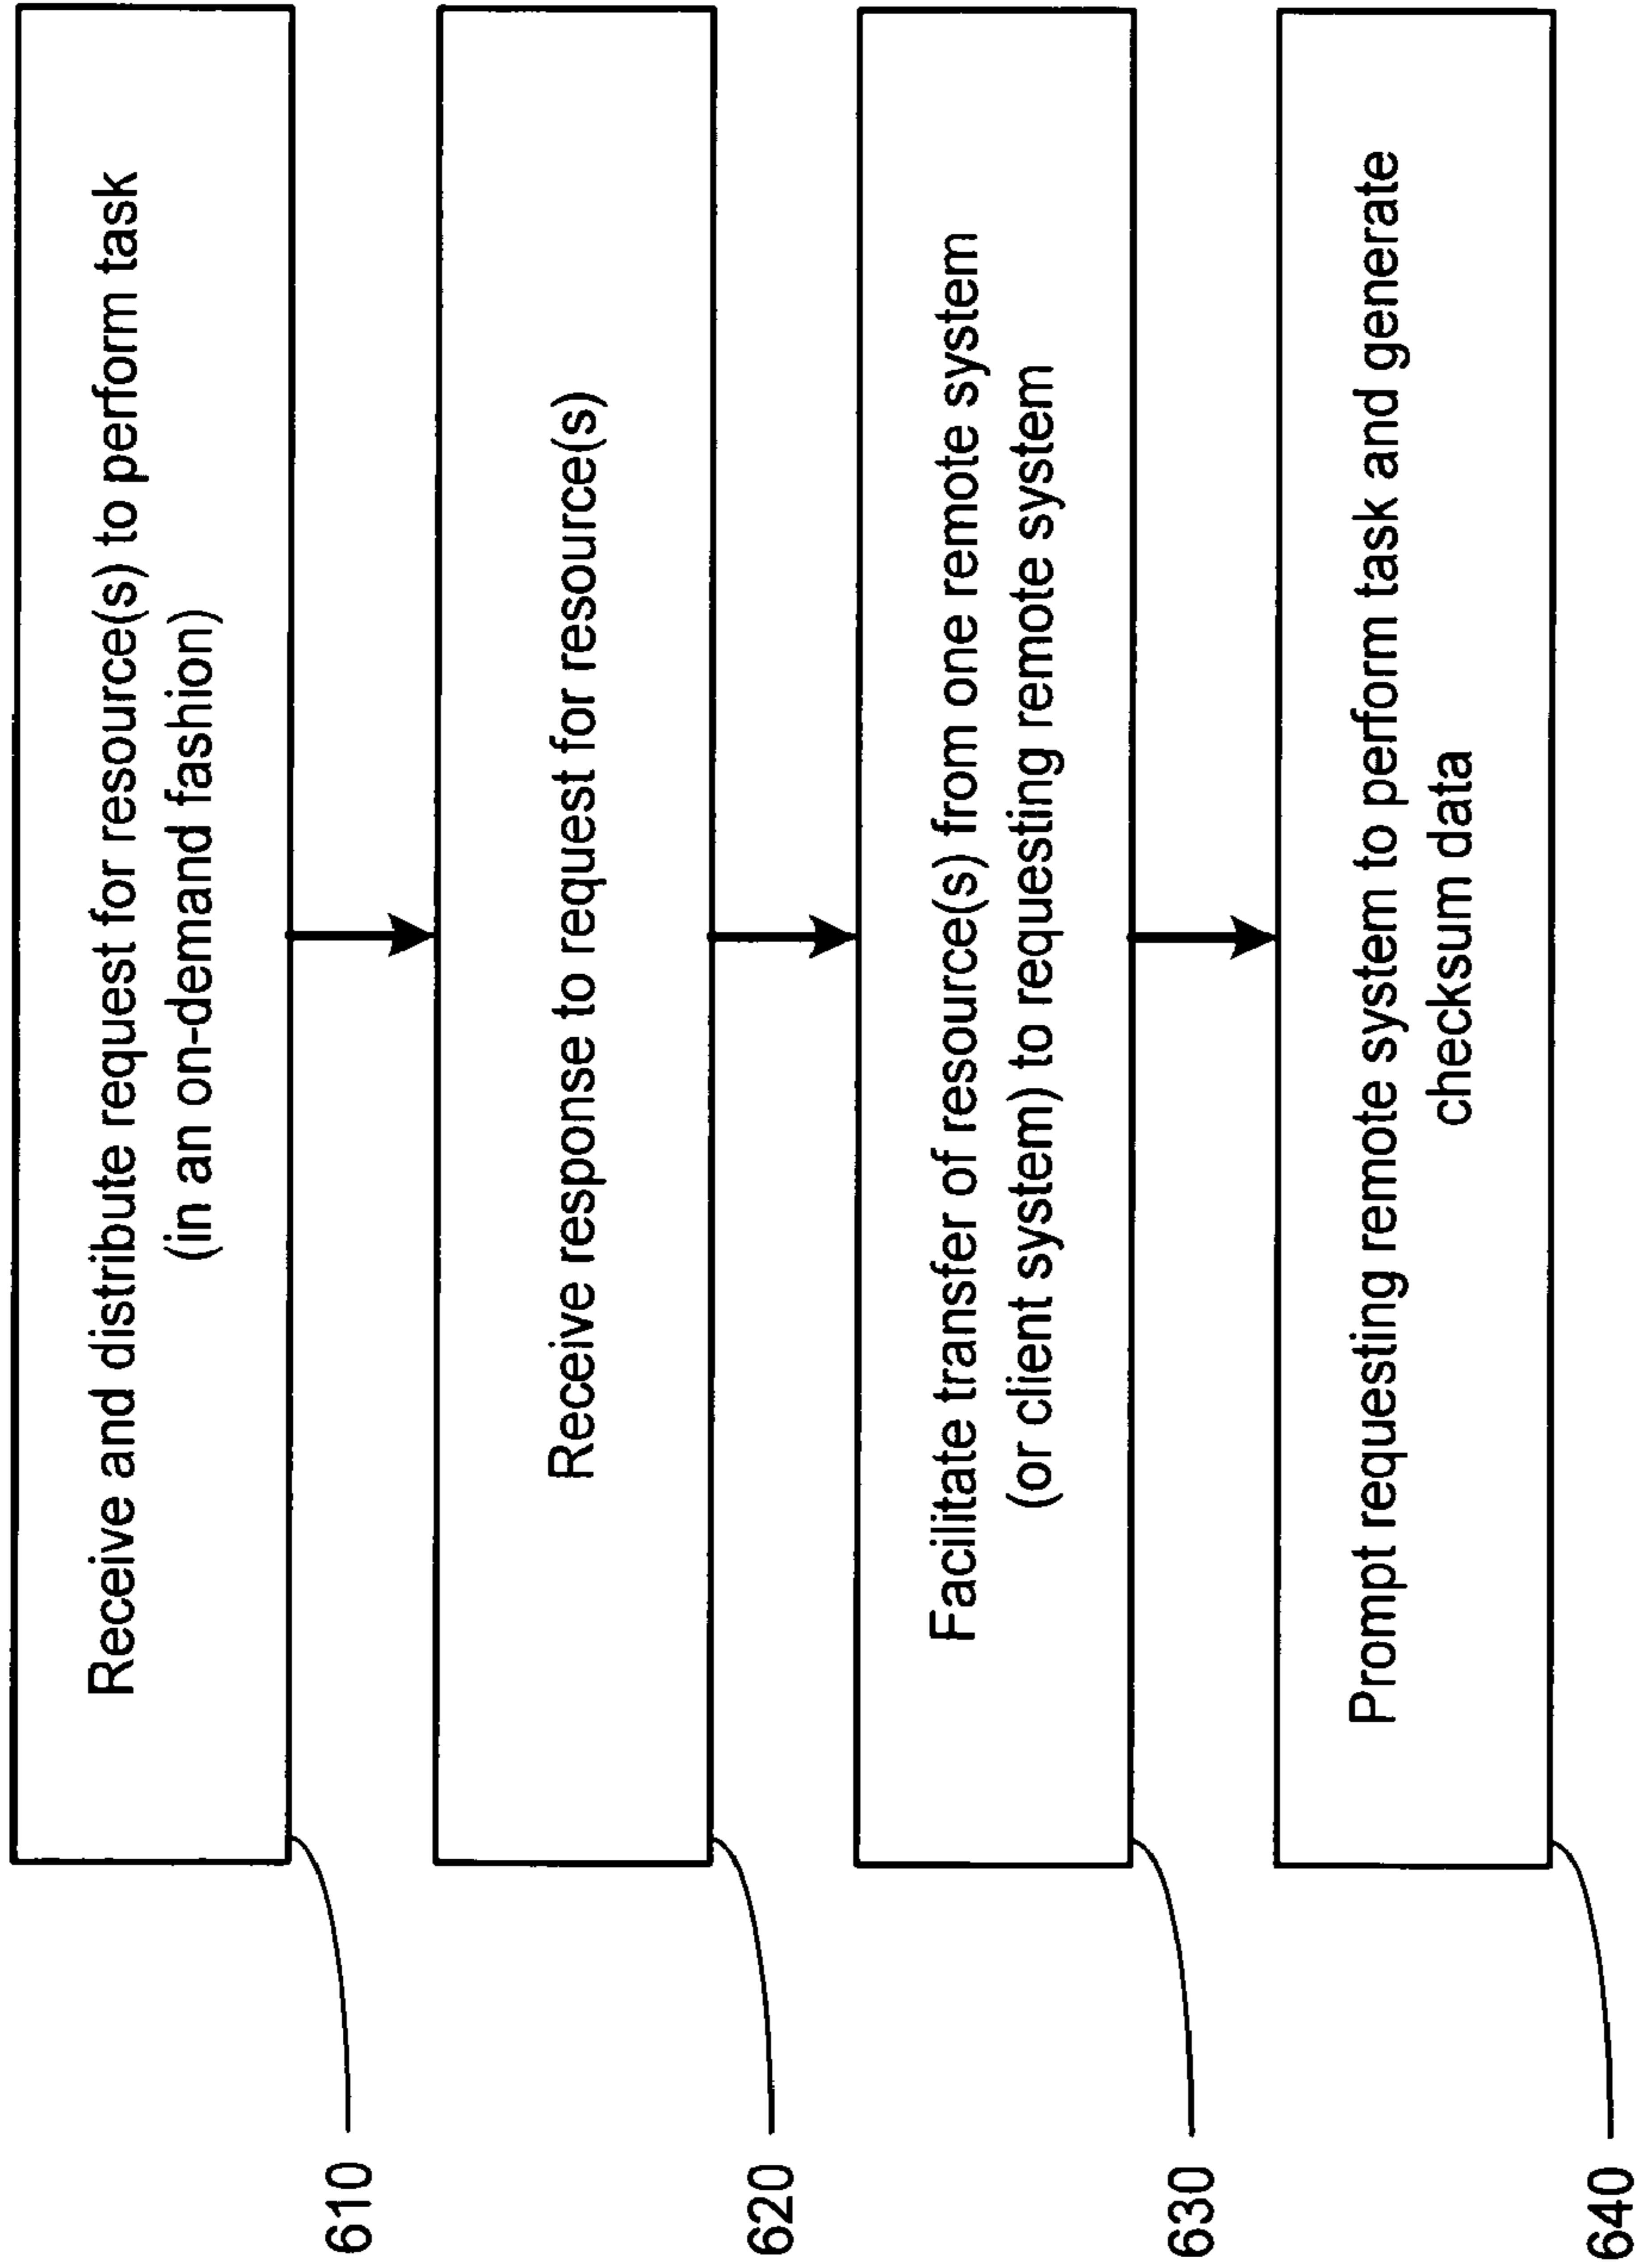 Receive and distribute request for resource(s) to perform task
(in an on-demand fashion)
610
Receive response to request for resource(s)
620
Facilitate transfer of resource(s) from one remote system
(or client system) to requesting remote system
630
Prompt requesting remote system to perform task and generate
checksum data
640